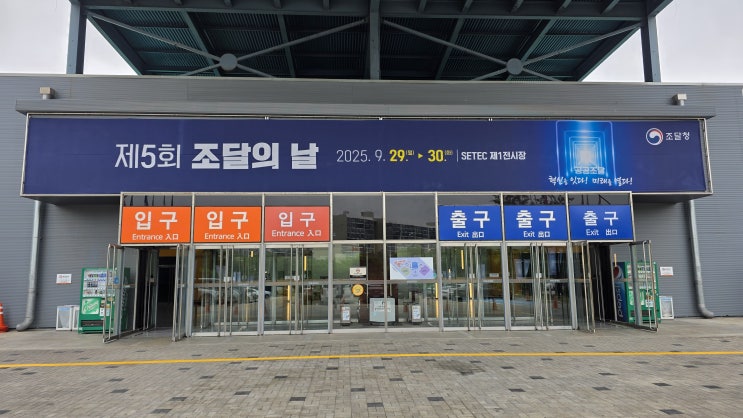 제5회 조달의 날 2025. 9. 29.(월) ▶ 30.(화) | SETEC 제1전시장
공공조달
혁신을 잇다! 미래를 열다!
조달청
입구
Entrance 入口
입구
Entrance 入口
입구
Entrance 入口
출구
Exit 出口
출구
Exit 出口
출구
Exit 出口